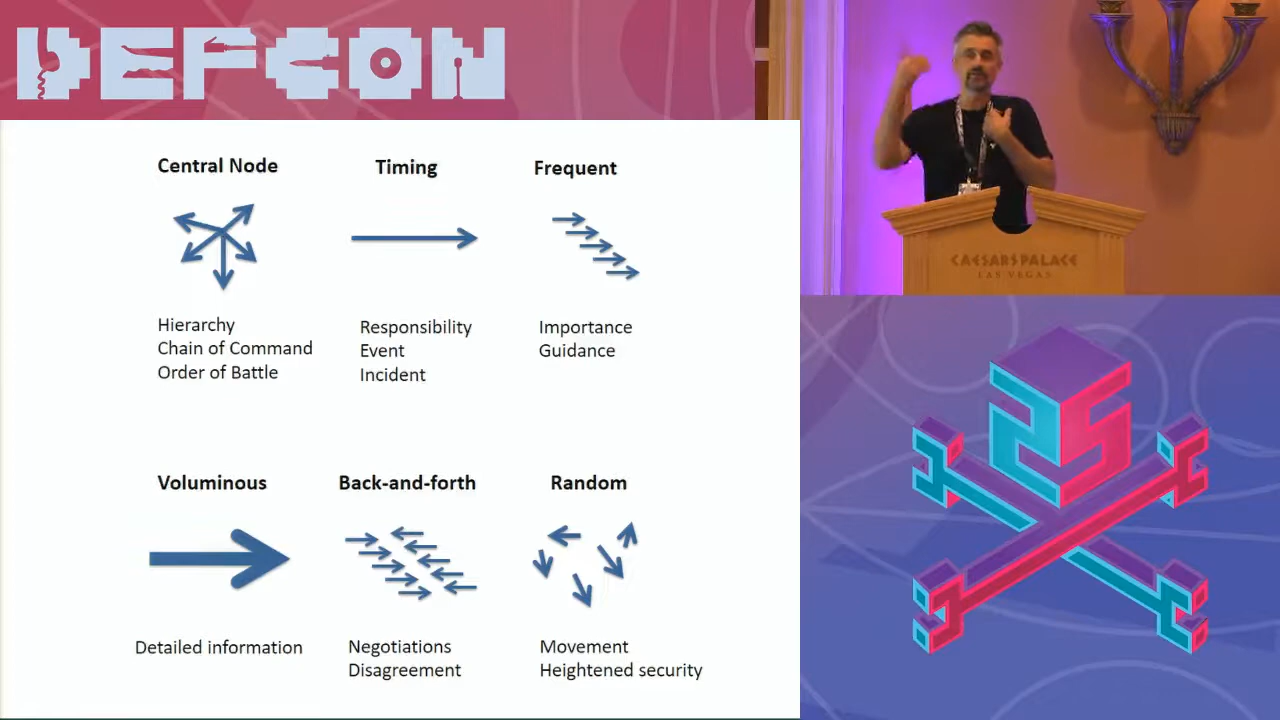 DEFCON
Central Node
Timing
Frequent
Hierarchy
Chain of Command
Order of Battle
Responsibility
Event
Incident
Importance
Guidance
Voluminous
Back-and-forth
Random
Detailed information
Negotiations
Disagreement
Movement
Heightened security
CAESARS PALACE
LAS VEGAS
25